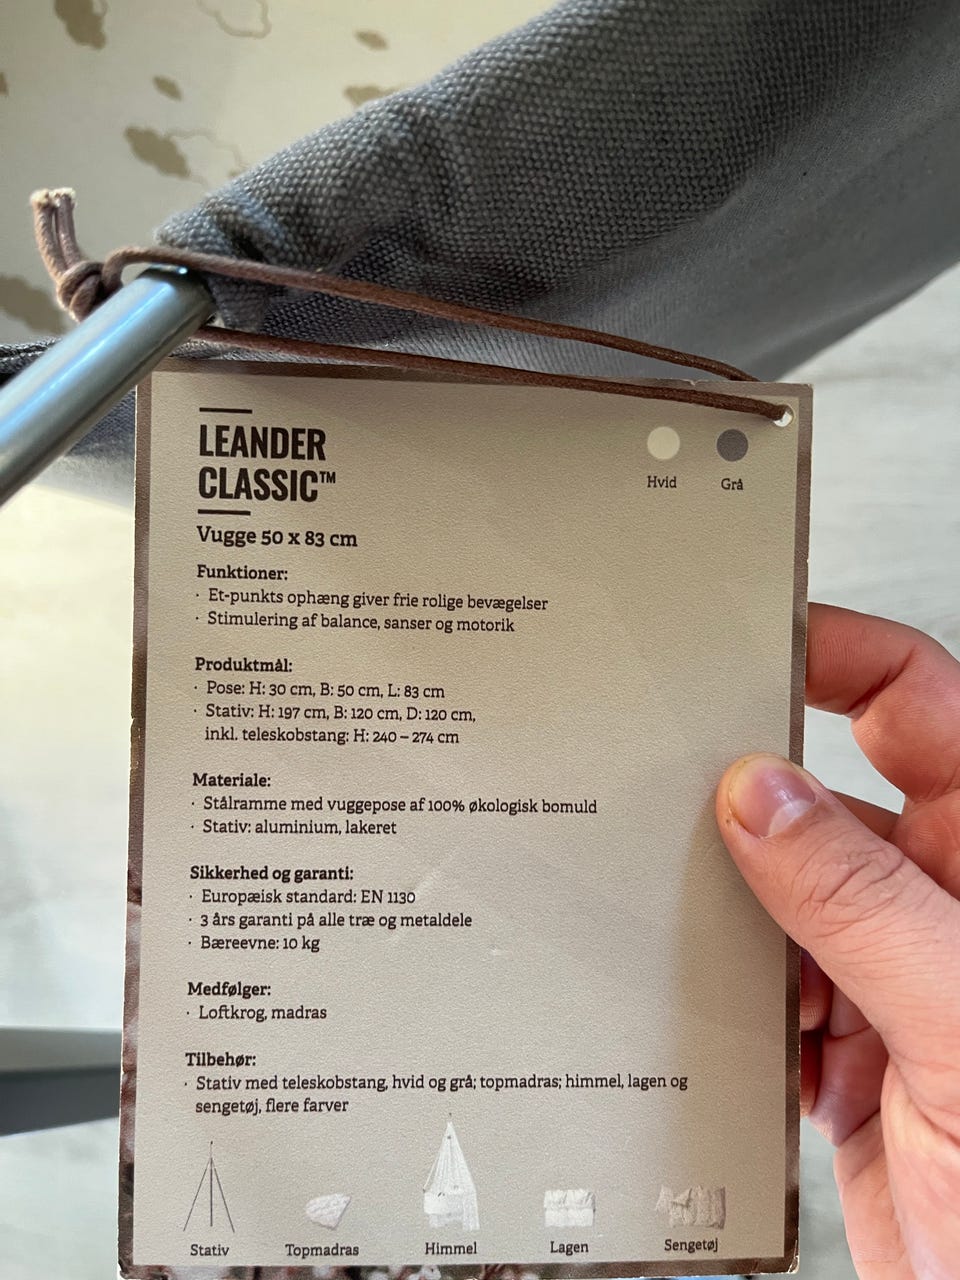 LEANDER
CLASSIC™
Hvid
Grå
Vugge 50 x 83 cm
Funktioner:
· Et-punkts ophæng giver frie rolige bevægelser
· Stimulering af balance, sanser og motorik
Produktmål:
· Pose: H: 30 cm, B: 50 cm, L: 83 cm
· Stativ: H: 197 cm, B: 120 cm, D: 120 cm,
inkl. teleskobstang: H: 240 – 274 cm
Materiale:
· Stålramme med vuggepose af 100% økologisk bomuld
· Stativ: aluminium, lakeret
Sikkerhed og garanti:
· Europæisk standard: EN 1130
· 3 års garanti på alle træ og metaldele
· Bæreevne: 10 kg
Medfølger:
· Loftkrog, madras
Tilbehør:
· Stativ med teleskobstang, hvid og grå; topmadras; himmel, lagen og
sengetøj, flere farver
Stativ
Topmadras
Himmel
Lagen
Sengetøj